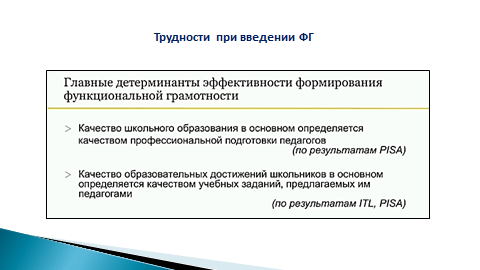 Трудности при введении ФГ
Главные детерминанты эффективности формирования
функциональной грамотности
> Качество школьного образования в основном определяется
качеством профессиональной подготовки педагогов
(по результатам PISA)
> Качество образовательных достижений школьников в основном
определяется качеством учебных заданий, предлагаемых им
педагогами
(по результатам ITL, PISA)